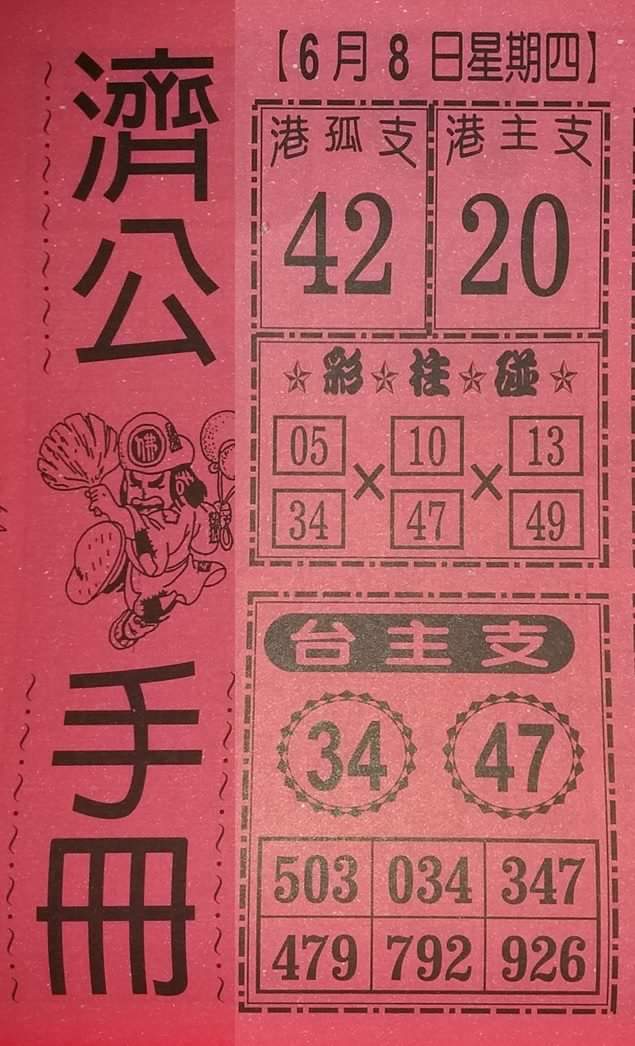 濟公手冊
佛
【6月8日星期四】
港孤支 港主支
42 20
☆彩☆柱☆碰☆
05 × 10 × 13
34 47 49
台主支
34 47
503 034 347
479 792 926